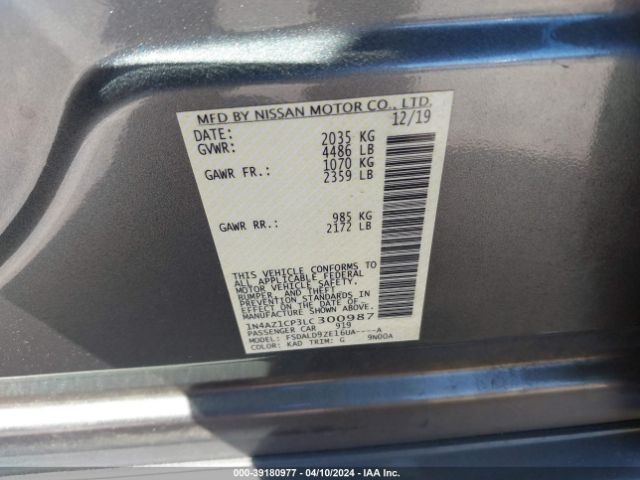 MFD BY NISSAN MOTOR CO., LTD.
DATE: 12/19
GVWR: 2035 KG
4486 LB
GAWR FR.: 1070 KG
2359 LB
GAWR RR.: 985 KG
2172 LB
THIS VEHICLE CONFORMS TO
ALL APPLICABLE FEDERAL
MOTOR VEHICLE SAFETY,
BUMPER, AND THEFT
PREVENTION STANDARDS IN
EFFECT ON THE DATE OF
MANUFACTURE SHOWN ABOVE.
1N4AZ1CP3LC300987
PASSENGER CAR 919
MODEL: FSDALD9ZE16UA----A
COLOR: KAD TRIM: G 9NOOA
000-39180977 - 04/10/2024 - IAA Inc.